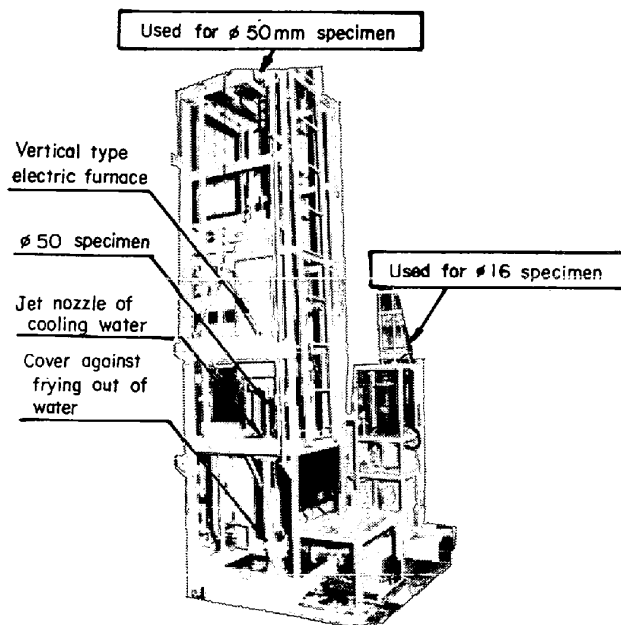 Used for φ 50mm specimen
Vertical type
electric furnace
φ 50 specimen
Jet nozzle of
cooling water
Cover against
frying out of
water
Used for φ16 specimen